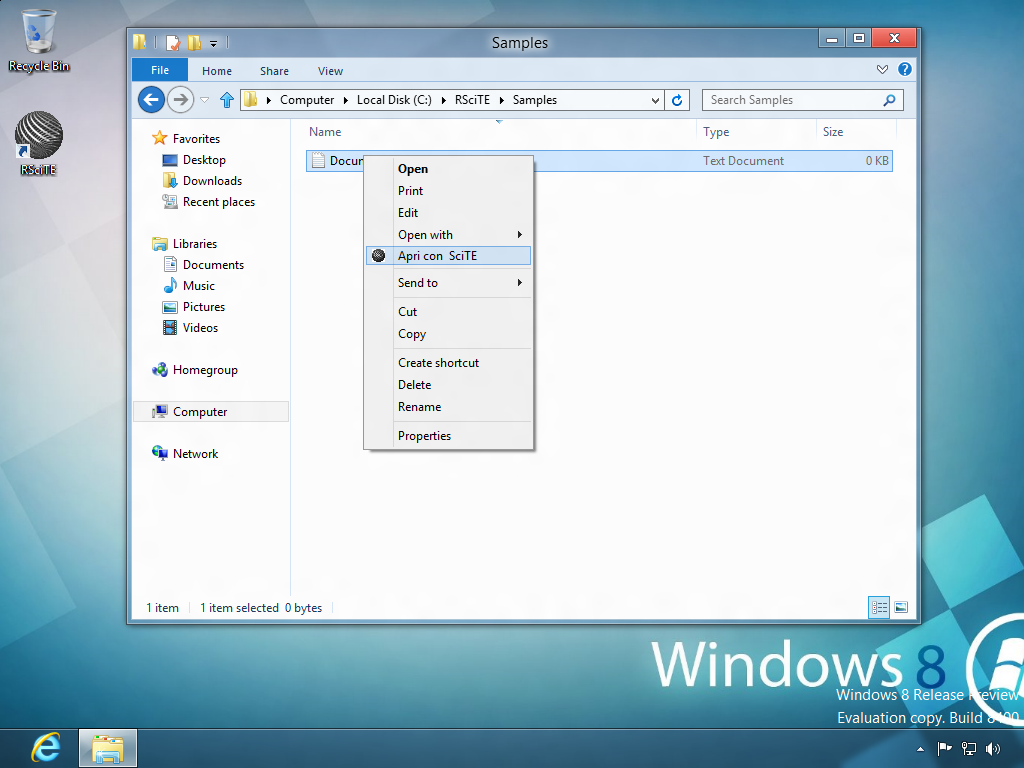 Recycle Bin
RSciTE
Samples
File Home Share View
Computer Local Disk (C:) RSciTE Samples
Search Samples
Favorites
Desktop
Downloads
Recent places
Libraries
Documents
Music
Pictures
Videos
Homegroup
Computer
Network
Name Type Size
Docum Text Document 0 KB
Open
Print
Edit
Open with
Apri con SciTE
Send to
Cut
Copy
Create shortcut
Delete
Rename
Properties
1 item 1 item selected 0 bytes
Windows 8
Windows 8 Release Preview
Evaluation copy. Build 8400